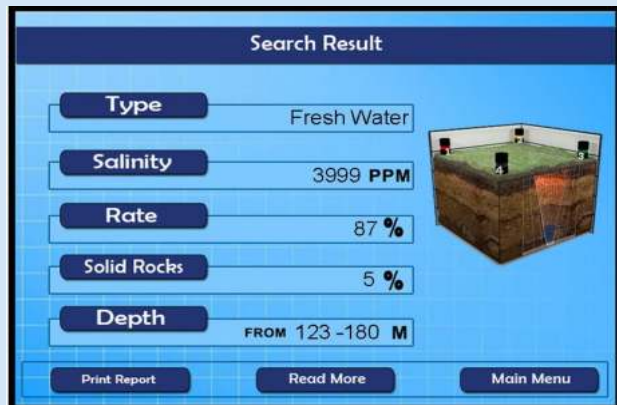 Search Result
Type
Fresh Water
Salinity
3999 PPM
Rate
87 %
Solid Rocks
5 %
Depth
FROM 123 -180 M
4
Print Report
Read More
Main Menu